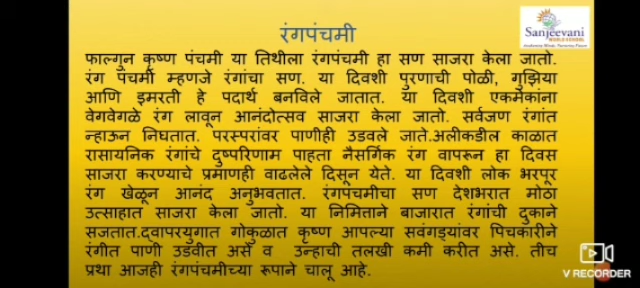 रंगपंचमी
Sanjeevani
WORLD SCHOOL
फाल्गुन कृष्ण पंचमी या तिथीला रंगपंचमी हा सण साजरा केला जातो.
रंग पंचमी म्हणजे रंगांचा सण. या दिवशी पुरणाची पोळी, गुझिया
आणि इमरती हे पदार्थ बनविले जातात. या दिवशी एकमेकांना
वेगवेगळे रंग लावून आनंदोत्सव साजरा केला जातो. सर्वजण रंगांत
न्हाऊन निघतात. परस्परांवर पाणीही उडवले जाते.अलीकडील काळात
रासायनिक रंगांचे दुष्परिणाम पाहता नैसर्गिक रंग वापरून हा दिवस
साजरा करण्याचे प्रमाणही वाढलेले दिसून येते. या दिवशी लोक भरपूर
रंग खेळून आनंद अनुभवतात. रंगपंचमीचा सण देशभरात मोठा
उत्साहात साजरा केला जातो. या निमिताने बाजारात रंगांची दुकाने
सजतात.द्वापरयुगात गोकुळात कृष्ण आपल्या सवंगड्यांवर पिचकारीने
रंगीत पाणी उडवीत असे व उन्हाची तलखी कमी करीत असे. तीच
प्रथा आजही रंगपंचमीच्या रूपाने चालू आहे.
V RECORDER